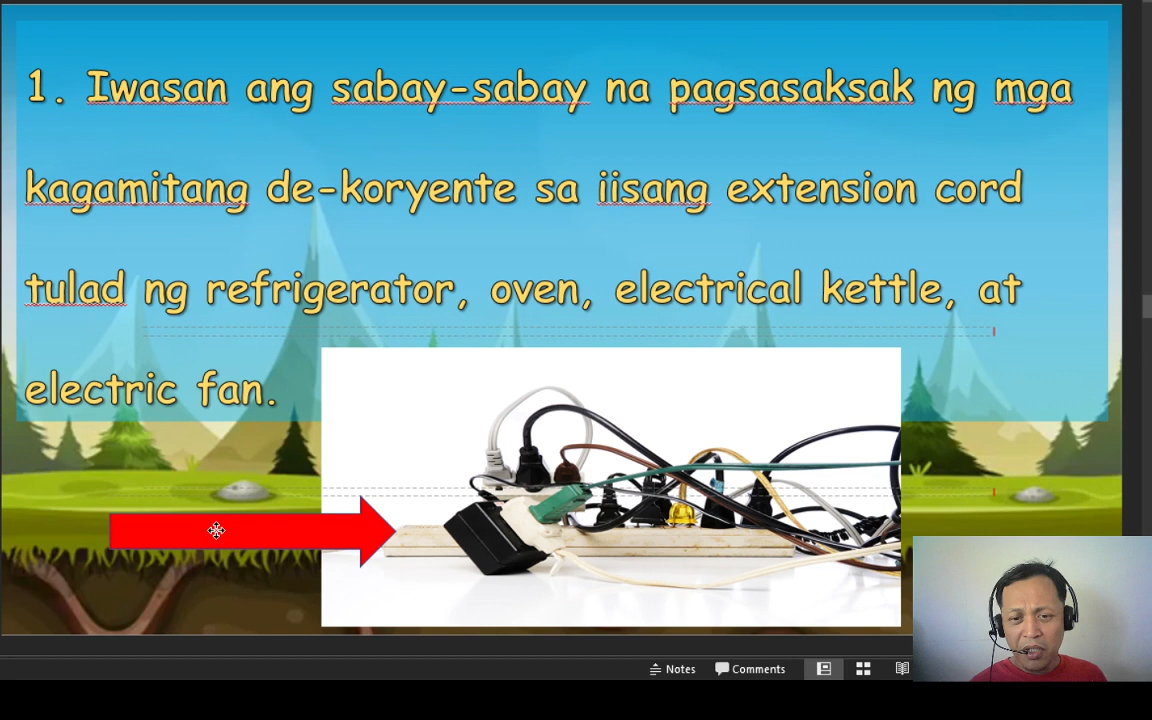 1. Iwasan ang sabay-sabay na pagsasaksak ng mga
kagamitang de-koryente sa iisang extension cord
tulad ng refrigerator, oven, electrical kettle, at
electric fan.
Notes
Comments